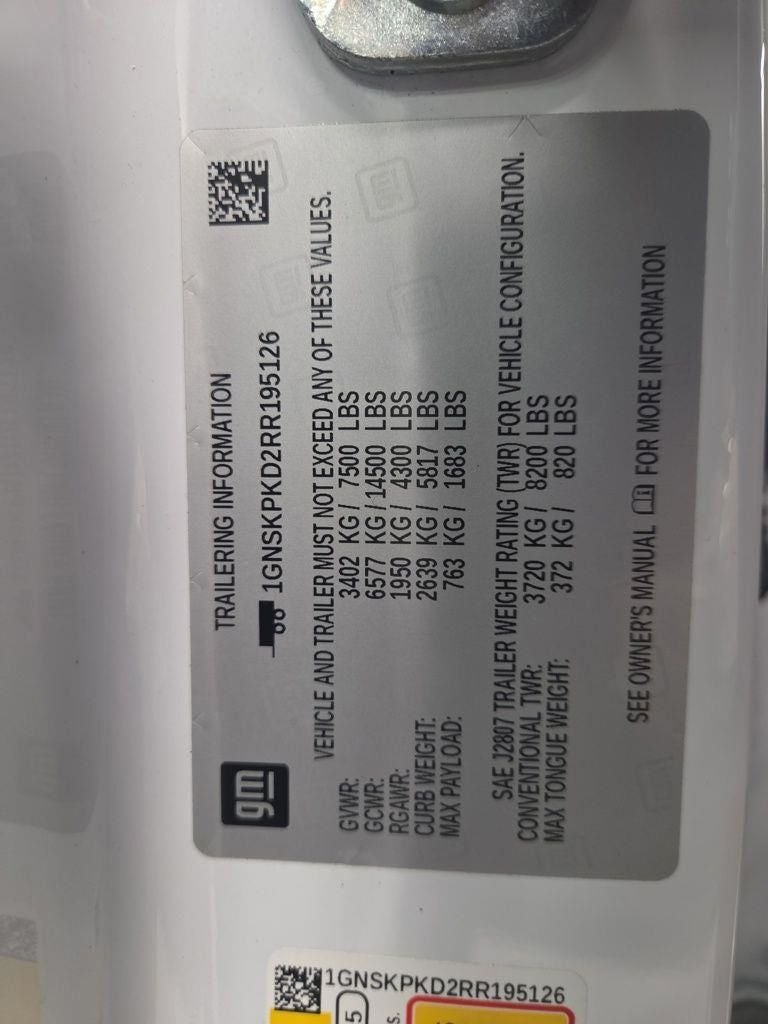 gm
TRAILERING INFORMATION
1GNSKPKD2RR195126
VEHICLE AND TRAILER MUST NOT EXCEED ANY OF THESE VALUES.
GVWR: 3402 KG / 7500 LBS
GCWR: 6577 KG / 14500 LBS
RGAWR: 1950 KG / 4300 LBS
CURB WEIGHT: 2639 KG / 5817 LBS
MAX PAYLOAD: 763 KG / 1683 LBS
SAE J2807 TRAILER WEIGHT RATING (TWR) FOR VEHICLE CONFIGURATION.
CONVENTIONAL TWR: 3720 KG / 8200 LBS
MAX TONGUE WEIGHT: 372 KG / 820 LBS
SEE OWNER'S MANUAL FOR MORE INFORMATION
1GNSKPKD2RR195126
5
s.